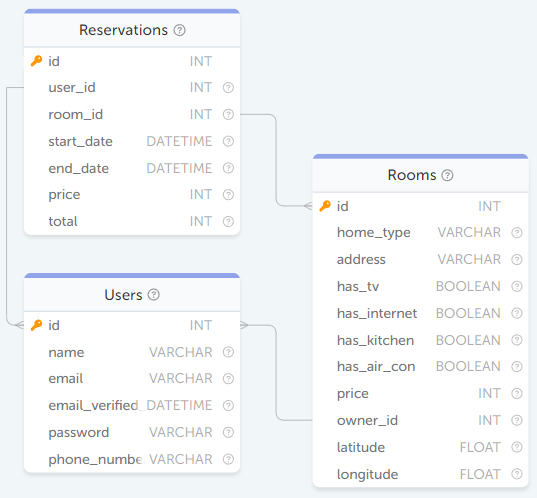 Reservations
id INT
user_id INT
room_id INT
start_date DATETIME
end_date DATETIME
price INT
total INT
Users
id INT
name VARCHAR
email VARCHAR
email_verified_ DATETIME
password VARCHAR
phone_numbe VARCHAR
Rooms
id INT
home_type VARCHAR
address VARCHAR
has_tv BOOLEAN
has_internet BOOLEAN
has_kitchen BOOLEAN
has_air_con BOOLEAN
price INT
owner_id INT
latitude FLOAT
longitude FLOAT